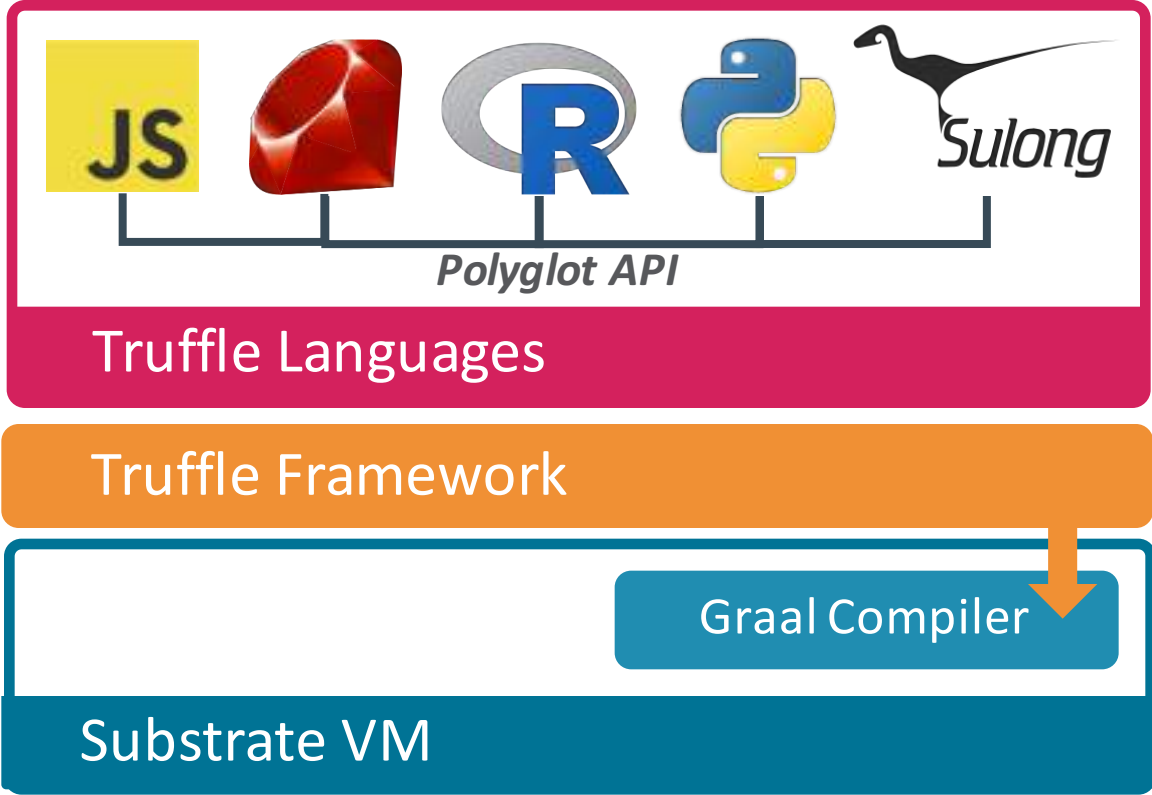 JS
R
Sulong
Polyglot API
Truffle Languages
Truffle Framework
Graal Compiler
Substrate VM